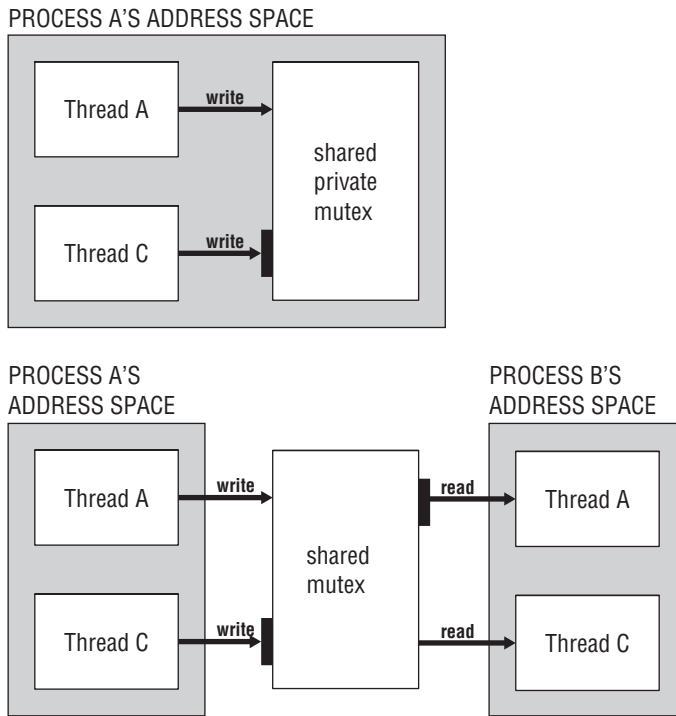 PROCESS A'S ADDRESS SPACE
Thread A
write
shared
private
mutex
Thread C
write
PROCESS A'S
ADDRESS SPACE
PROCESS B'S
ADDRESS SPACE
Thread A
write
shared
mutex
read
Thread A
Thread C
write
read
Thread C